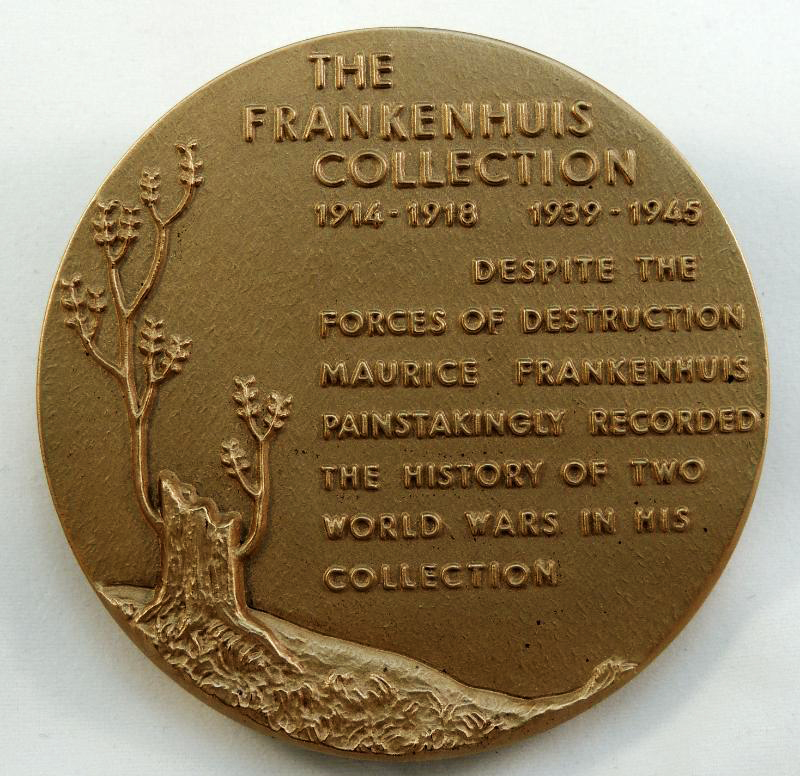 THE
FRANKENHUIS
COLLECTION
1914 - 1918 1939 - 1945
DESPITE THE
FORCES OF DESTRUCTION
MAURICE FRANKENHUIS
PAINSTAKINGLY RECORDED
THE HISTORY OF TWO
WORLD WARS IN HIS
COLLECTION